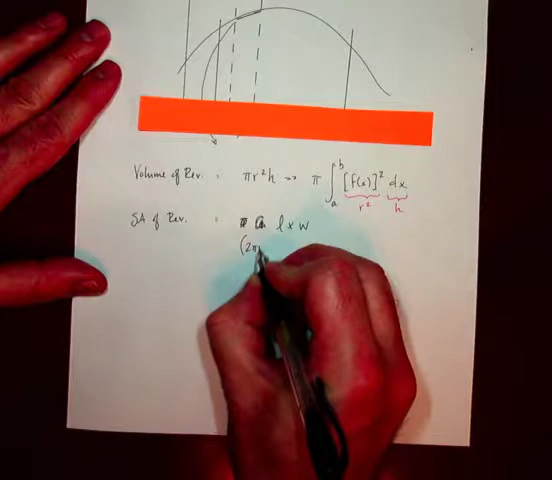 Volume of Rev. : πr²h ⇒ π ∫ₐᵇ [f(x)]² dx
r² h
SA of Rev. : l x w
(2π